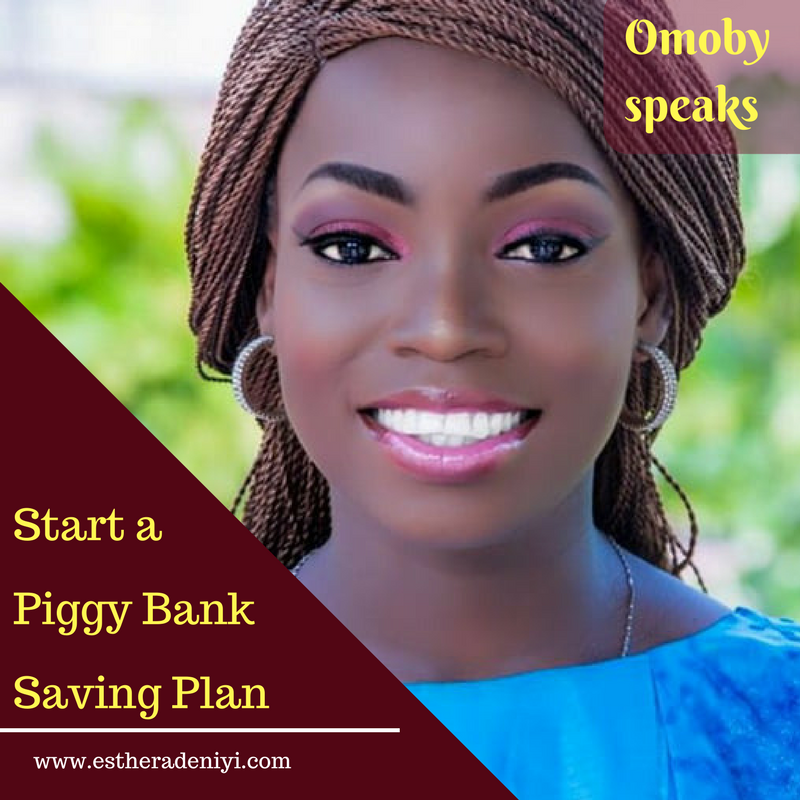 Omoby
speaks
Start a
Piggy Bank
Saving Plan
www.estheradeniyi.com